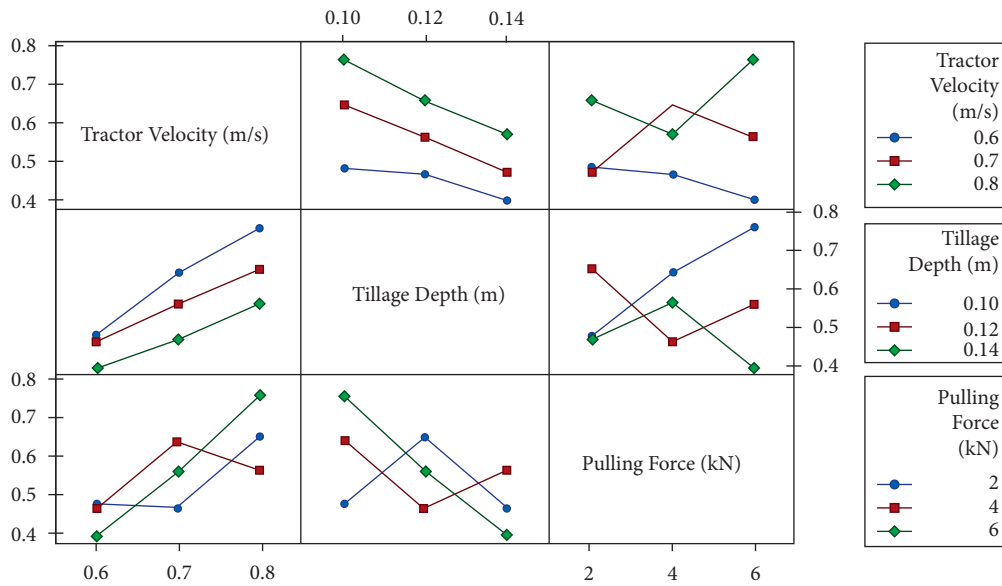 0.10 0.12 0.14
0.8
0.7
0.6
0.5
0.4
Tractor Velocity (m/s)
Tractor
Velocity
(m/s)
0.6
0.7
0.8
Tillage Depth (m)
0.8
0.7
0.6
0.5
0.4
Tillage
Depth (m)
0.10
0.12
0.14
0.8
0.7
0.6
0.5
0.4
Pulling Force (kN)
Pulling
Force
(kN)
2
4
6
0.6 0.7 0.8
2 4 6